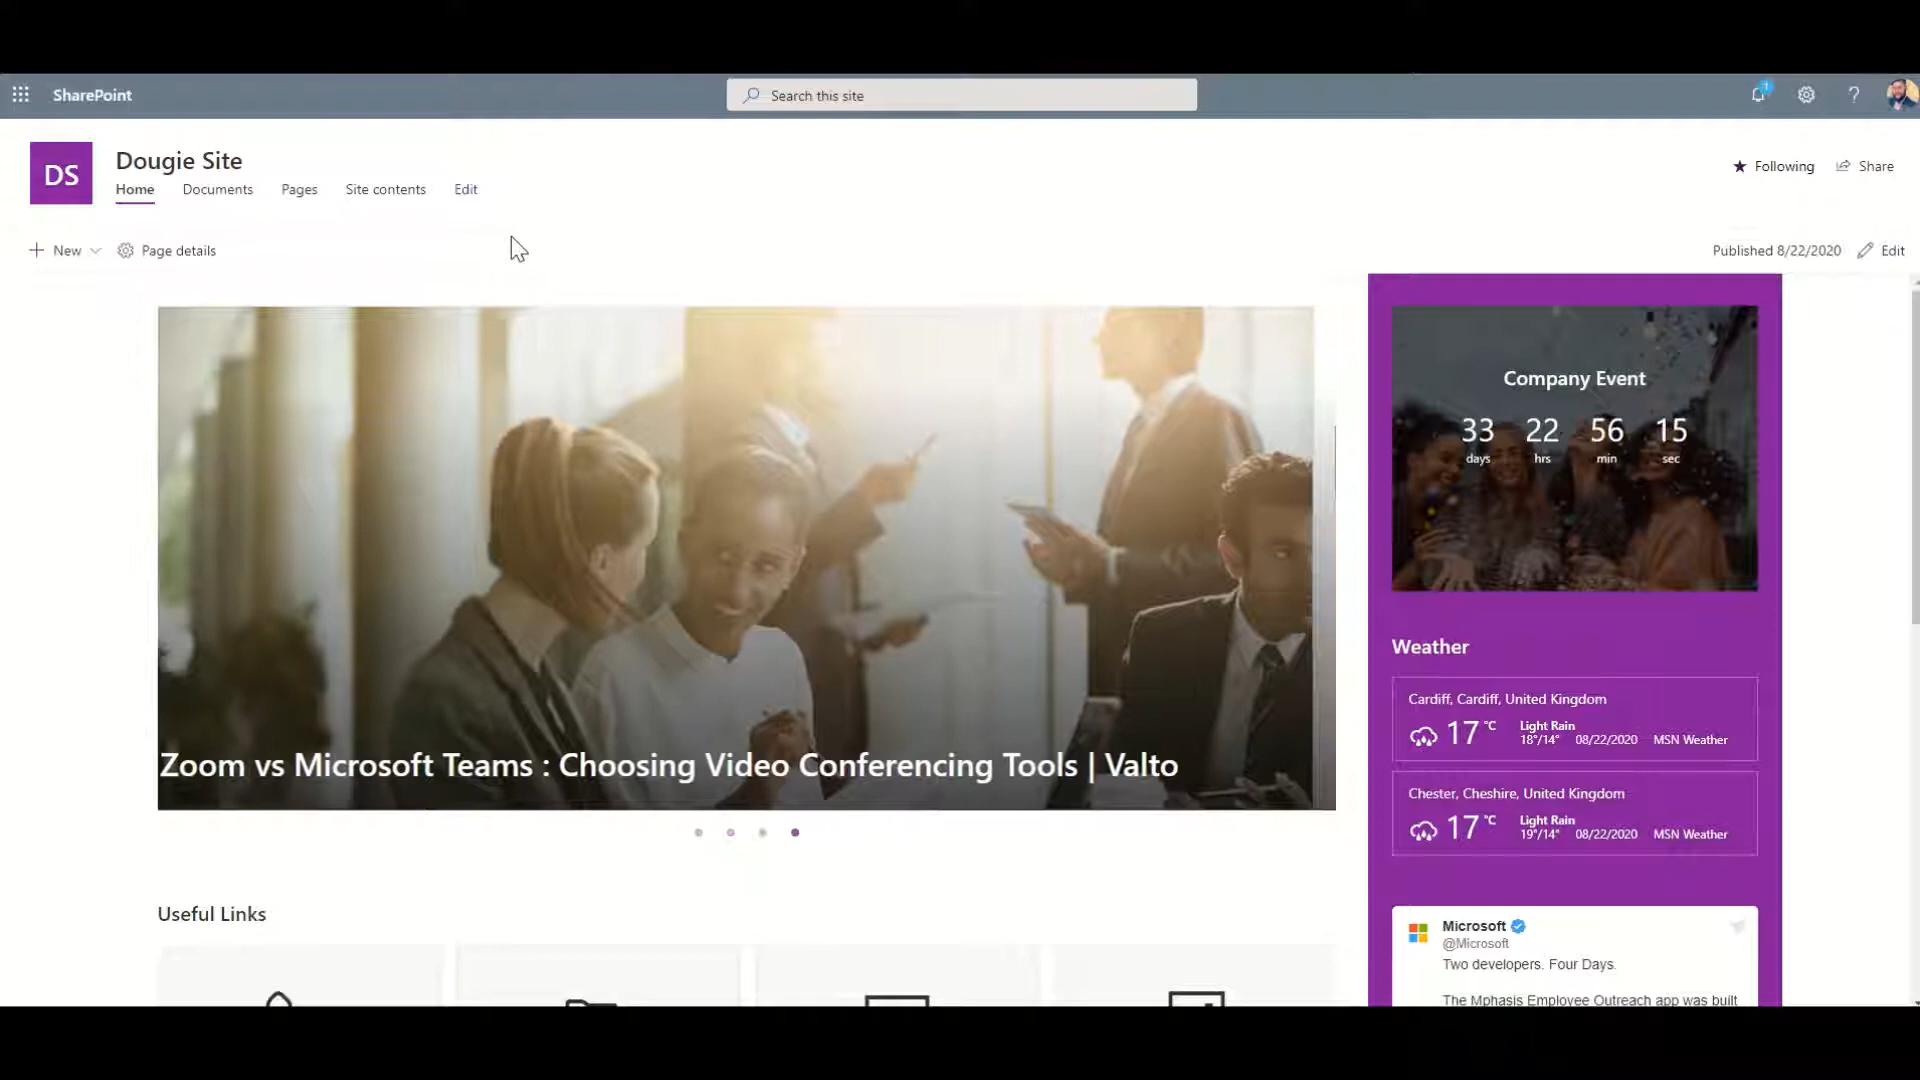 SharePoint
Search this site
1
?
DS
Dougie Site
Home Documents Pages Site contents Edit
Following Share
New Page details
Published 8/22/2020 Edit
Company Event
33 22 56 15
days hrs min sec
Zoom vs Microsoft Teams : Choosing Video Conferencing Tools | Valto
Weather
Cardiff, Cardiff, United Kingdom
17 °C Light Rain
18°/14° 08/22/2020 MSN Weather
Chester, Cheshire, United Kingdom
17 °C Light Rain
19°/14° 08/22/2020 MSN Weather
Useful Links
Microsoft
@Microsoft
Two developers. Four Days.
The Mphasis Employee Outreach app was built